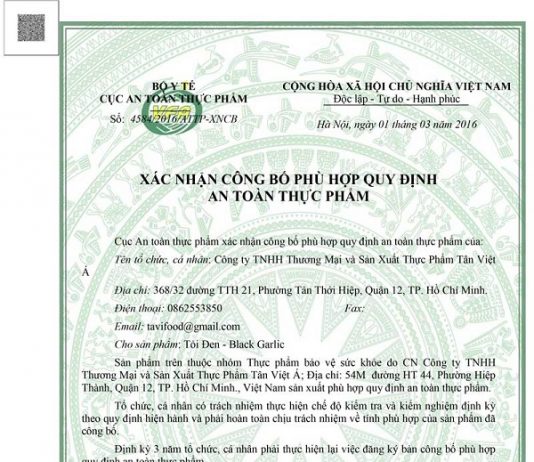 BỘ Y TẾ
CỤC AN TOÀN THỰC PHẨM
Số: 4584/2016/ATTP-XNCB
CỘNG HÒA XÃ HỘI CHỦ NGHĨA VIỆT NAM
Độc lập - Tự do - Hạnh phúc
Hà Nội, ngày 01 tháng 03 năm 2016
VFA
XÁC NHẬN CÔNG BỐ PHÙ HỢP QUY ĐỊNH
AN TOÀN THỰC PHẨM
Cục An toàn thực phẩm xác nhận công bố phù hợp quy định an toàn thực phẩm của:
Tên tổ chức, cá nhân: Công ty TNHH Thương Mại và Sản Xuất Thực Phẩm Tân Việt
Á
Địa chỉ: 368/32 đường TTH 21, Phường Tân Thới Hiệp, Quận 12, TP. Hồ Chí Minh.
Điện thoại: 0862553850 Fax:
Email: tavifood@gmail.com
Cho sản phẩm: Tỏi Đen - Black Garlic
Sản phẩm trên thuộc nhóm Thực phẩm bảo vệ sức khỏe do CN Công ty TNHH
Thương Mại và Sản Xuất Thực Phẩm Tân Việt Á; Địa chỉ: 54M đường HT 44, Phường Hiệp
Thành, Quận 12, TP. Hồ Chí Minh., Việt Nam sản xuất phù hợp quy định an toàn thực phẩm.
Tổ chức, cá nhân có trách nhiệm thực hiện chế độ kiểm tra và kiểm nghiệm định kỳ
theo quy định hiện hành và phải hoàn toàn chịu trách nhiệm về tính phù hợp của sản phẩm đã
công bố.
Định kỳ 3 năm tổ chức, cá nhân phải thực hiện lại việc đăng ký bản công bố phù hợp
quy định an toàn thực phẩm.